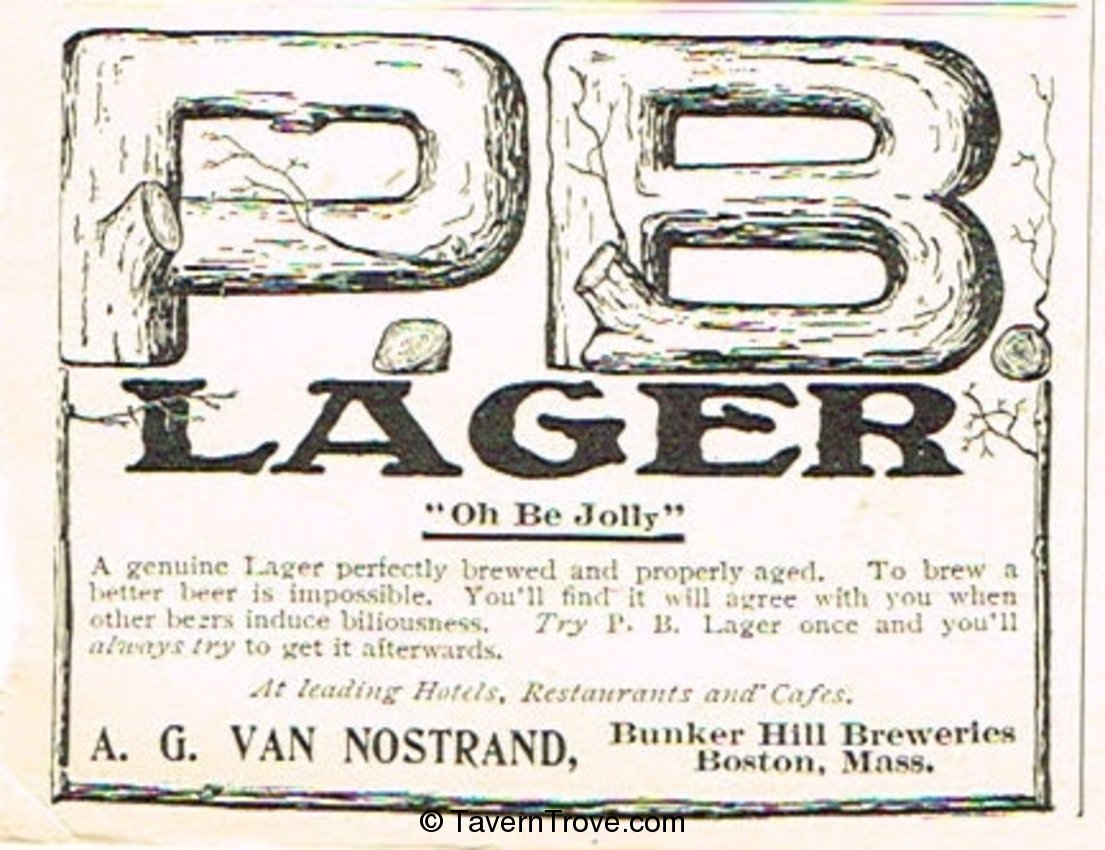 P.B.
LAGER
"Oh Be Jolly"
A genuine Lager perfectly brewed and properly aged. To brew a
better beer is impossible. You'll find it will agree with you when
other beers induce biliousness. Try P. B. Lager once and you'll
always try to get it afterwards.
At leading Hotels, Restaurants and Cafes.
A. G. VAN NOSTRAND, Bunker Hill Breweries
Boston, Mass.
© TavernTrove.com